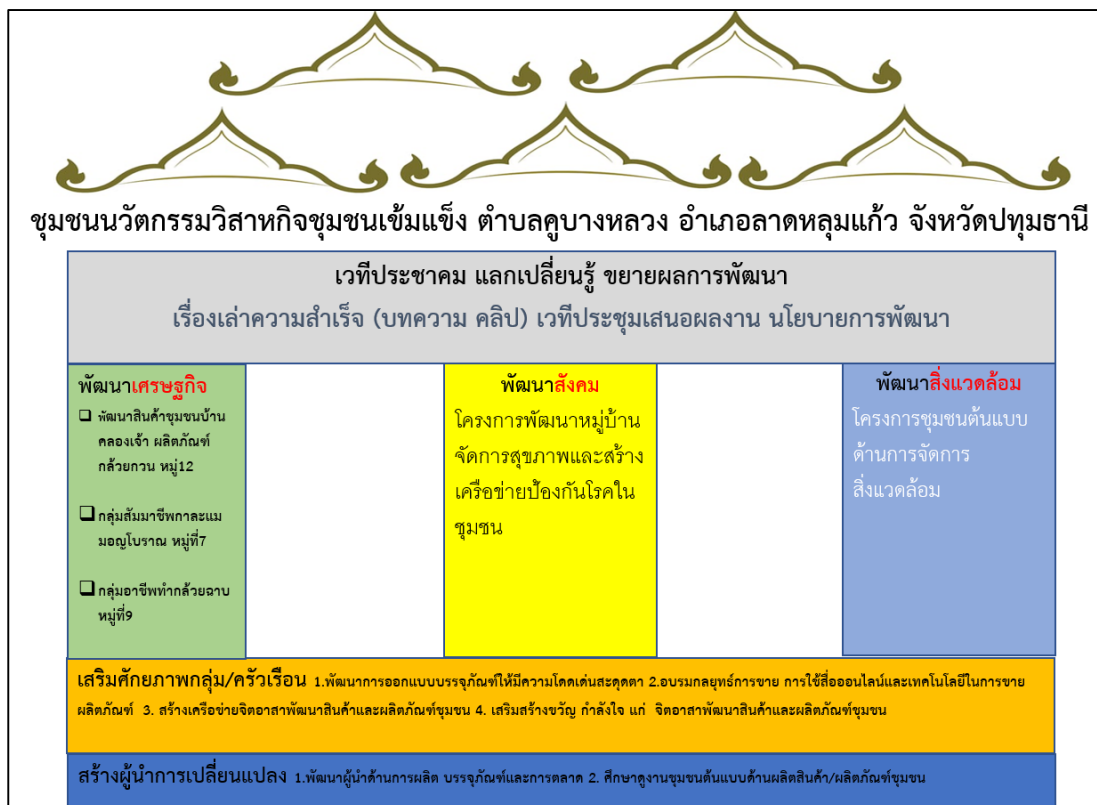 ชุมชนนวัตกรรมวิสาหกิจชุมชนเข้มแข็ง ตำบลคูบางหลวง อำเภอลาดหลุมแก้ว จังหวัดปทุมธานี
เวทีประชาคม แลกเปลี่ยนรู้ ขยายผลการพัฒนา
เรื่องเล่าความสำเร็จ (บทความ คลิป) เวทีประชุมเสนอผลงาน นโยบายการพัฒนา
พัฒนาเศรษฐกิจ
พัฒนาสินค้าชุมชนบ้าน
คลองเจ้า ผลิตภัณฑ์
กล้วยกวน หมู่12
กลุ่มสัมมาชีพกาละแม
มอญโบราณ หมู่ที่7
กลุ่มอาชีพทำกล้วยฉาบ
หมู่ที่9
พัฒนาสังคม
โครงการพัฒนาหมู่บ้าน
จัดการสุขภาพและสร้าง
เครือข่ายป้องกันโรคใน
ชุมชน
พัฒนาสิ่งแวดล้อม
โครงการชุมชนต้นแบบ
ด้านการจัดการ
สิ่งแวดล้อม
เสริมศักยภาพกลุ่ม/ครัวเรือน 1.พัฒนาการออกแบบบรรจุภัณฑ์ให้มีความโดดเด่นสะดุดตา 2.อบรมกลยุทธ์การขาย การใช้สื่อออนไลน์และเทคโนโลยีในการขาย
ผลิตภัณฑ์ 3. สร้างเครือข่ายจิตอาสาพัฒนาสินค้าและผลิตภัณฑ์ชุมชน 4. เสริมสร้างขวัญ กำลังใจ แก่ จิตอาสาพัฒนาสินค้าและผลิตภัณฑ์ชุมชน
สร้างผู้นำการเปลี่ยนแปลง 1.พัฒนาผู้นำด้านการผลิต บรรจุภัณฑ์และการตลาด 2. ศึกษาดูงานชุมชนต้นแบบด้านผลิตสินค้า/ผลิตภัณฑ์ชุมชน